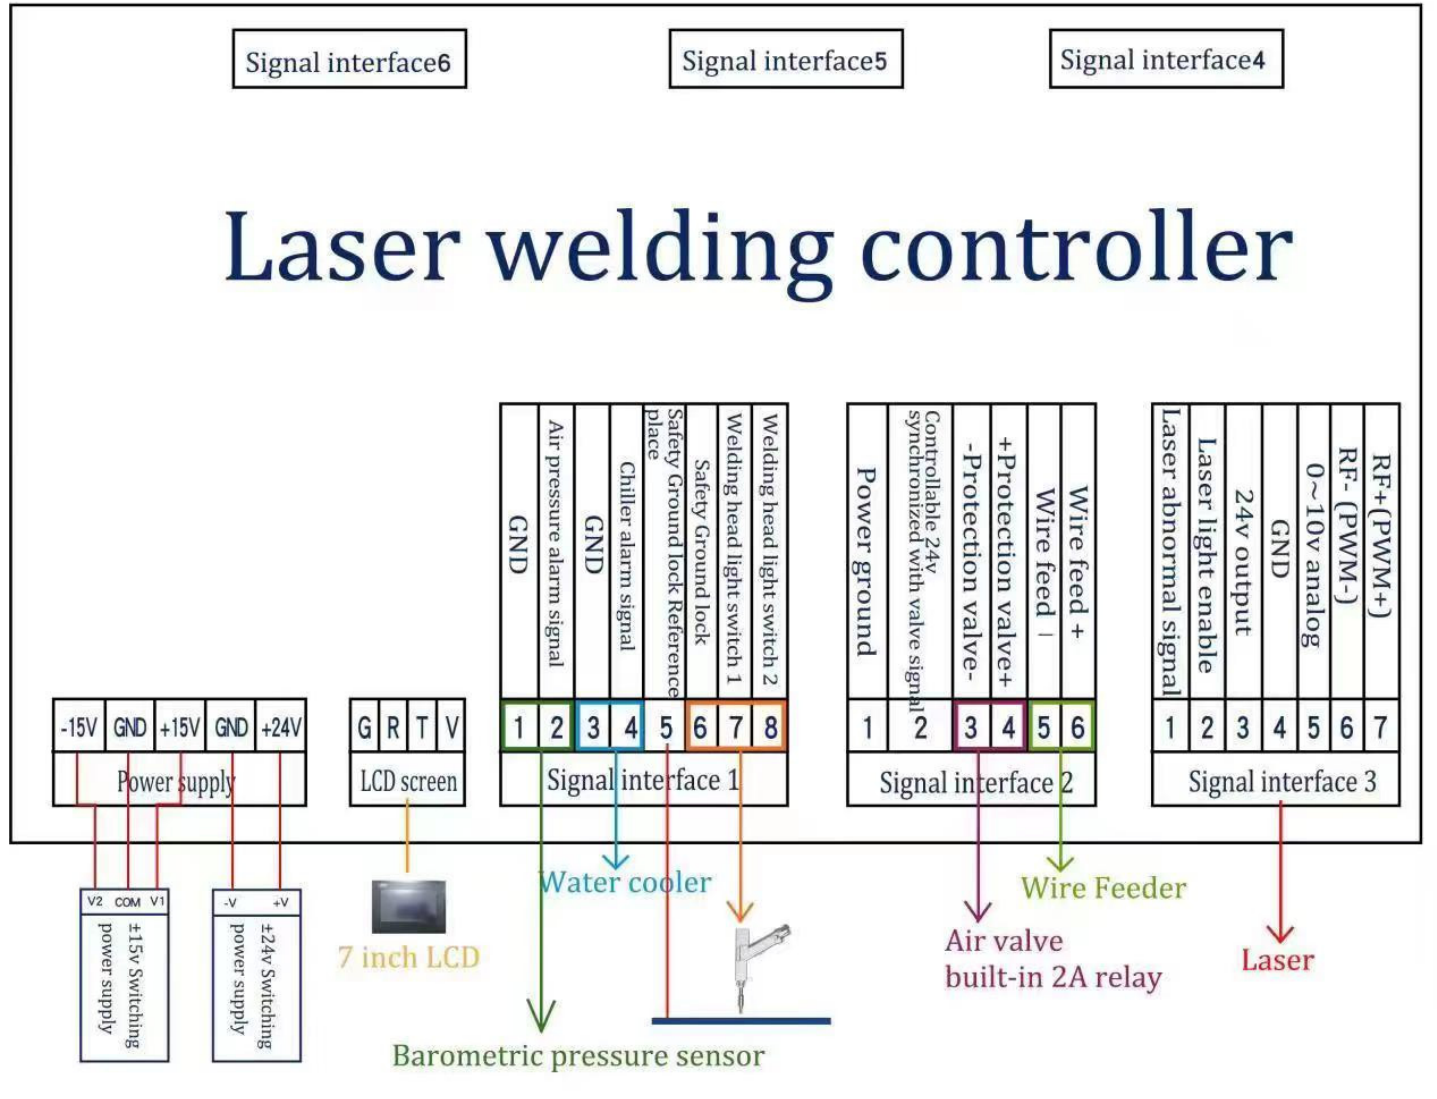 Signal interface6
Signal interface5
Signal interface4
Laser welding controller
GND
Air pressure alarm signal
GND
Chiller alarm signal
Safety Ground lock Reference
place
Safety Ground lock
Welding head light switch 1
Welding head light switch 2
Power ground
Controllable 24v
synchronized with valve signal
-Protection valve-
+Protection valve+
Wire feed -
Wire feed +
Laser abnormal signal
Laser light enable
24v output
GND
0~10v analog
RF- (PWM-)
RF+(PWM+)
-15V GND +15V GND +24V
G R T V
1 2 3 4 5 6 7 8
1 2 3 4 5 6
1 2 3 4 5 6 7
Power supply
LCD screen
Signal interface 1
Signal interface 2
Signal interface 3
V2 COM V1
-V +V
±15v Switching
power supply
±24v Switching
power supply
7 inch LCD
Water cooler
Barometric pressure sensor
Air valve
built-in 2A relay
Wire Feeder
Laser